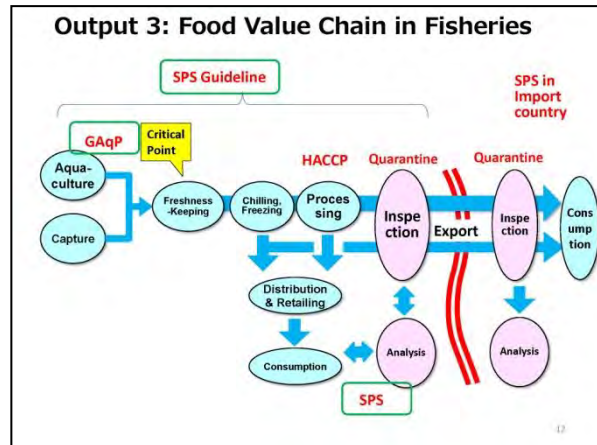 Output 3: Food Value Chain in Fisheries
SPS Guideline
SPS in
Import
country
GAqP
Critical
Point
HACCP
Quarantine
Quarantine
Aqua-
culture
Capture
Freshness
-Keeping
Chilling,
Freezing
Proces
sing
Inspe
ction
Export
Inspe
ction
Cons
ump
tion
Distribution
& Retailing
Consumption
Analysis
Analysis
SPS
12